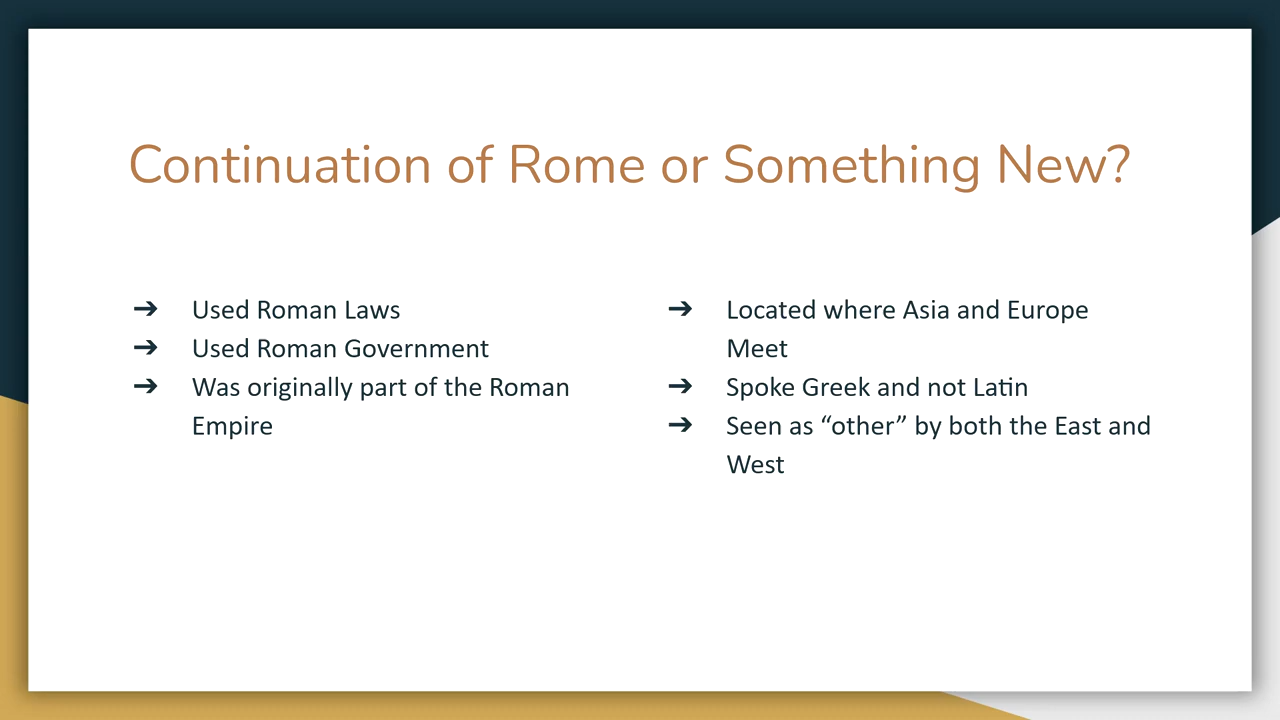 Continuation of Rome or Something New?
➔ Used Roman Laws
➔ Used Roman Government
➔ Was originally part of the Roman
Empire
➔ Located where Asia and Europe
Meet
➔ Spoke Greek and not Latin
➔ Seen as “other” by both the East and
West